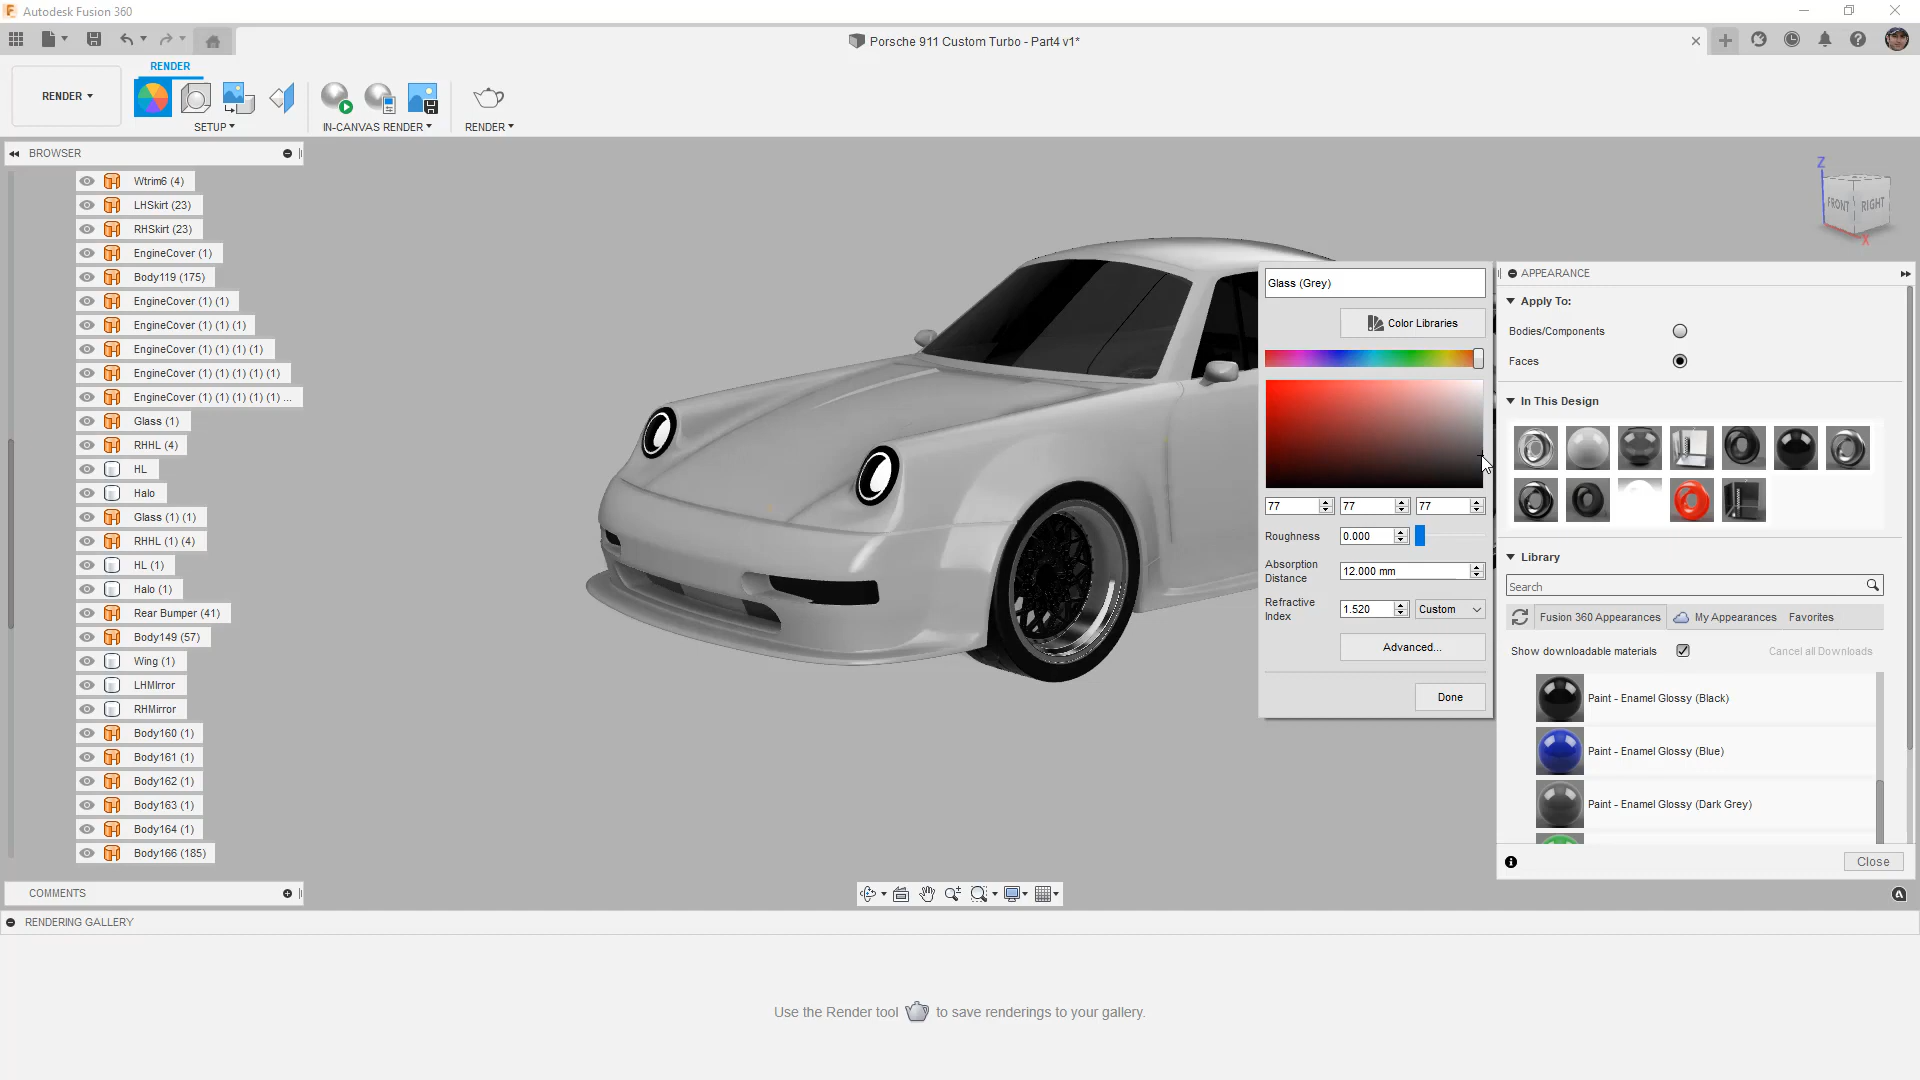 Autodesk Fusion 360
Porsche 911 Custom Turbo - Part4 v1*
RENDER
RENDER
SETUP
IN-CANVAS RENDER
RENDER
BROWSER
Wtrim6 (4)
LHSkirt (23)
RHSkirt (23)
EngineCover (1)
Body119 (175)
EngineCover (1) (1)
EngineCover (1) (1) (1)
EngineCover (1) (1) (1) (1)
EngineCover (1) (1) (1) (1) (1)
EngineCover (1) (1) (1) (1) (1) ...
Glass (1)
RHHL (4)
HL
Halo
Glass (1) (1)
RHHL (1) (4)
HL (1)
Halo (1)
Rear Bumper (41)
Body149 (57)
Wing (1)
LHMIrror
RHMirror
Body160 (1)
Body161 (1)
Body162 (1)
Body163 (1)
Body164 (1)
Body166 (185)
COMMENTS
RENDERING GALLERY
Use the Render tool to save renderings to your gallery.
Z
FRONT
RIGHT
X
Glass (Grey)
Color Libraries
77 77 77
Roughness 0.000
Absorption
Distance 12.000 mm
Refractive
Index 1.520 Custom
Advanced...
Done
APPEARANCE
Apply To:
Bodies/Components
Faces
In This Design
Library
Search
Fusion 360 Appearances My Appearances Favorites
Show downloadable materials Cancel all Downloads
Paint - Enamel Glossy (Black)
Paint - Enamel Glossy (Blue)
Paint - Enamel Glossy (Dark Grey)
Close